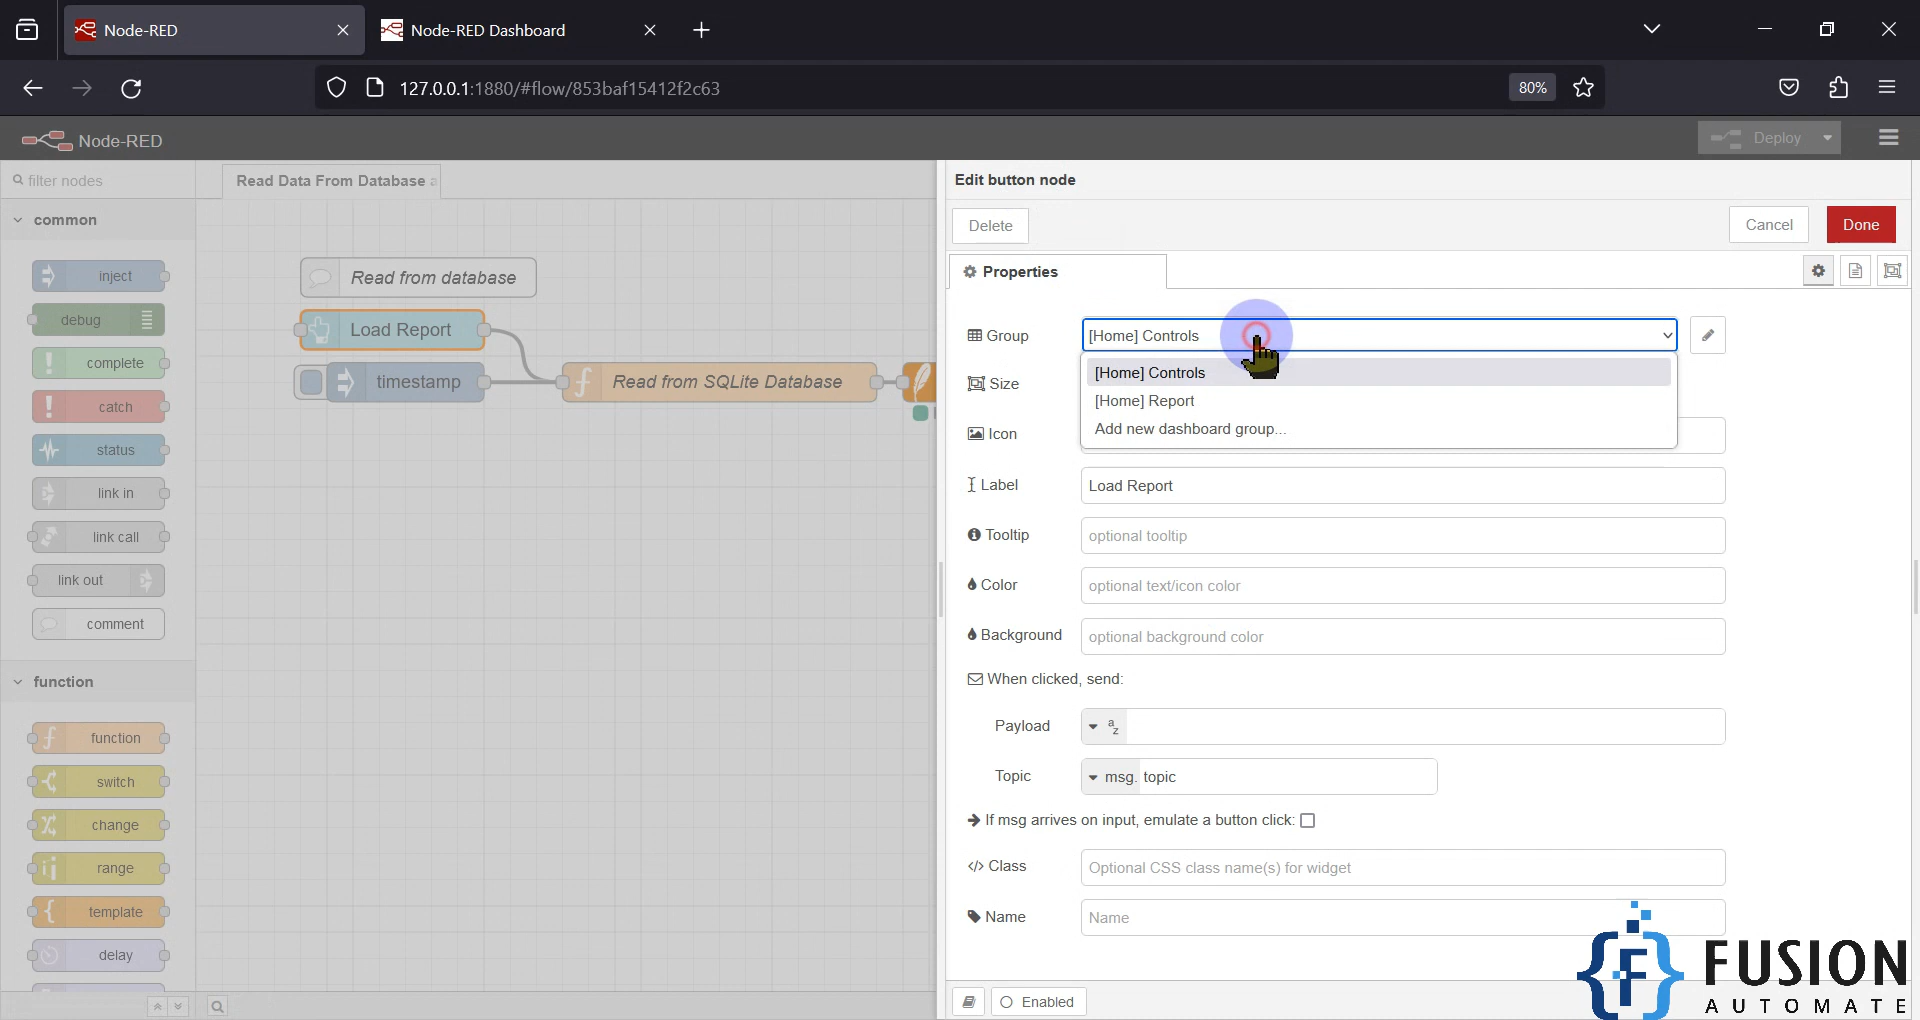 Node-RED
Node-RED Dashboard
127.0.0.1:1880/#flow/853baf15412f2c63
80%
Node-RED
Deploy
filter nodes
Read Data From Database a
Edit button node
common
Delete
Cancel
Done
Properties
inject
debug
complete
catch
status
link in
link call
link out
comment
function
function
switch
change
range
template
delay
Read from database
Load Report
timestamp
Read from SQLite Database
Group
[Home] Controls
[Home] Controls
[Home] Report
Add new dashboard group...
Size
Icon
Label
Load Report
Tooltip
optional tooltip
Color
optional text/icon color
Background
optional background color
When clicked, send:
Payload
Topic
msg. topic
If msg arrives on input, emulate a button click:
</> Class
Optional CSS class name(s) for widget
Name
Name
Enabled
FUSION
AUTOMATE